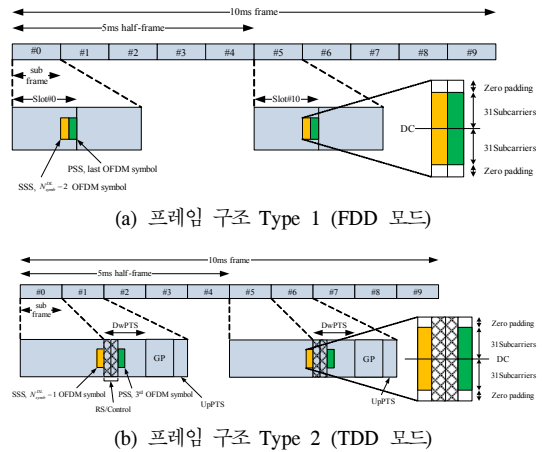 10ms frame
5ms half-frame
#0 #1 #2 #3 #4 #5 #6 #7 #8 #9
sub
frame
Slot#0
Slot#10
Zero padding
31Subcarriers
DC
31Subcarriers
Zero padding
PSS, last OFDM symbol
SSS, N_symb^DL − 2 OFDM symbol
(a) 프레임 구조 Type 1 (FDD 모드)
10ms frame
5ms half-frame
#0 #1 #2 #3 #4 #5 #6 #7 #8 #9
sub
frame
DwPTS
DwPTS
GP
GP
Zero padding
31Subcarriers
DC
31Subcarriers
Zero padding
SSS, N_symb^DL − 1 OFDM symbol
PSS, 3rd OFDM symbol
UpPTS
UpPTS
RS/Control
(b) 프레임 구조 Type 2 (TDD 모드)